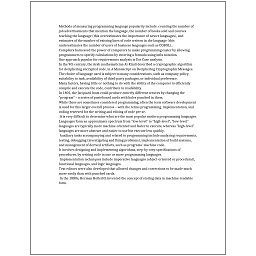 Methods of measuring programming language popularity include: counting the number of
job advertisements that mention the language, the number of books sold and courses
teaching the language (this overestimates the importance of newer languages), and
estimates of the number of existing lines of code written in the language (this
underestimates the number of users of business languages such as COBOL).
Compilers harnessed the power of computers to make programming easier by allowing
programmers to specify calculations by entering a formula using infix notation.
One approach popular for requirements analysis is Use Case analysis.
In the 9th century, the Arab mathematician Al-Kindi described a cryptographic algorithm
for deciphering encrypted code, in A Manuscript on Deciphering Cryptographic Messages.
The choice of language used is subject to many considerations, such as company policy,
suitability to task, availability of third-party packages, or individual preference.
Many factors, having little or nothing to do with the ability of the computer to efficiently
compile and execute the code, contribute to readability.
In 1801, the Jacquard loom could produce entirely different weaves by changing the
"program" – a series of pasteboard cards with holes punched in them.
While these are sometimes considered programming, often the term software development
is used for this larger overall process – with the terms programming, implementation, and
coding reserved for the writing and editing of code per se.
It is very difficult to determine what are the most popular modern programming languages.
Languages form an approximate spectrum from "low-level" to "high-level"; "low-level"
languages are typically more machine-oriented and faster to execute, whereas "high-level"
languages are more abstract and easier to use but execute less quickly.
Auxiliary tasks accompanying and related to programming include analyzing requirements,
testing, debugging (investigating and fixing problems), implementation of build systems,
and management of derived artifacts, such as programs' machine code.
It involves designing and implementing algorithms, step-by-step specifications of
procedures, by writing code in one or more programming languages.
Implementation techniques include imperative languages (object-oriented or procedural),
functional languages, and logic languages.
Text editors were also developed that allowed changes and corrections to be made much
more easily than with punched cards.
In the 1880s, Herman Hollerith invented the concept of storing data in machine-readable
form.